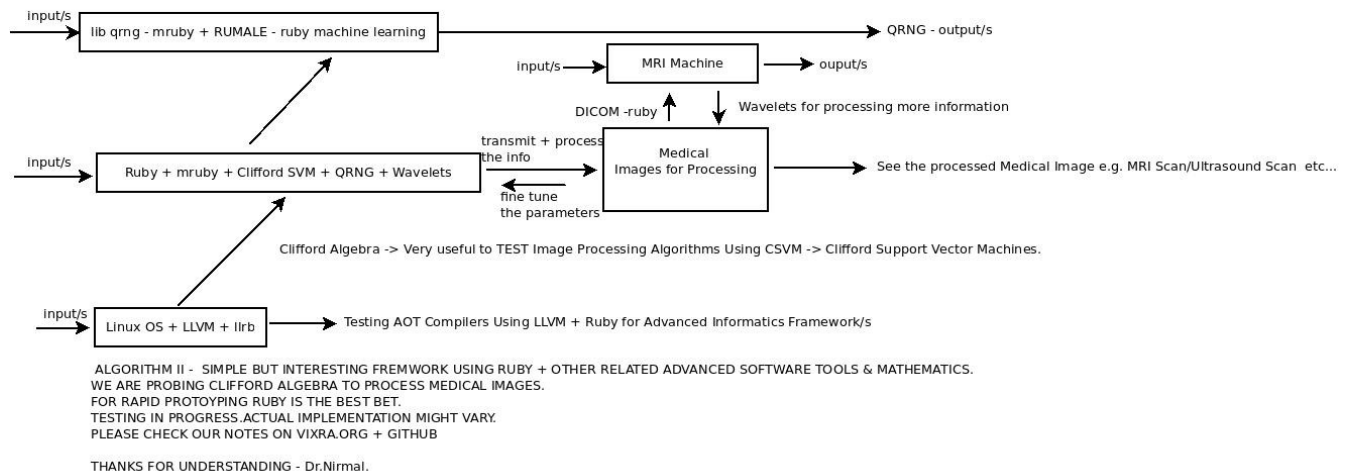 input/s
lib qrng - mruby + RUMALE - ruby machine learning
QRNG - output/s
input/s
MRI Machine
ouput/s
DICOM -ruby
Wavelets for processing more information
input/s
Ruby + mruby + Clifford SVM + QRNG + Wavelets
transmit + process
the info
fine tune
the parameters
Medical
Images for Processing
See the processed Medical Image e.g. MRI Scan/Ultrasound Scan  etc...
Clifford Algebra -> Very useful to TEST Image Processing Algorithms Using CSVM -> Clifford Support Vector Machines.
input/s
Linux OS + LLVM + llrb
Testing AOT Compilers Using LLVM + Ruby for Advanced Informatics Framework/s
ALGORITHM II -  SIMPLE BUT INTERESTING FREMWORK USING RUBY + OTHER RELATED ADVANCED SOFTWARE TOOLS & MATHEMATICS.
WE ARE PROBING CLIFFORD ALGEBRA TO PROCESS MEDICAL IMAGES.
FOR RAPID PROTOYPING RUBY IS THE BEST BET.
TESTING IN PROGRESS.ACTUAL IMPLEMENTATION MIGHT VARY.
PLEASE CHECK OUR NOTES ON VIXRA.ORG + GITHUB
THANKS FOR UNDERSTANDING - Dr.Nirmal.